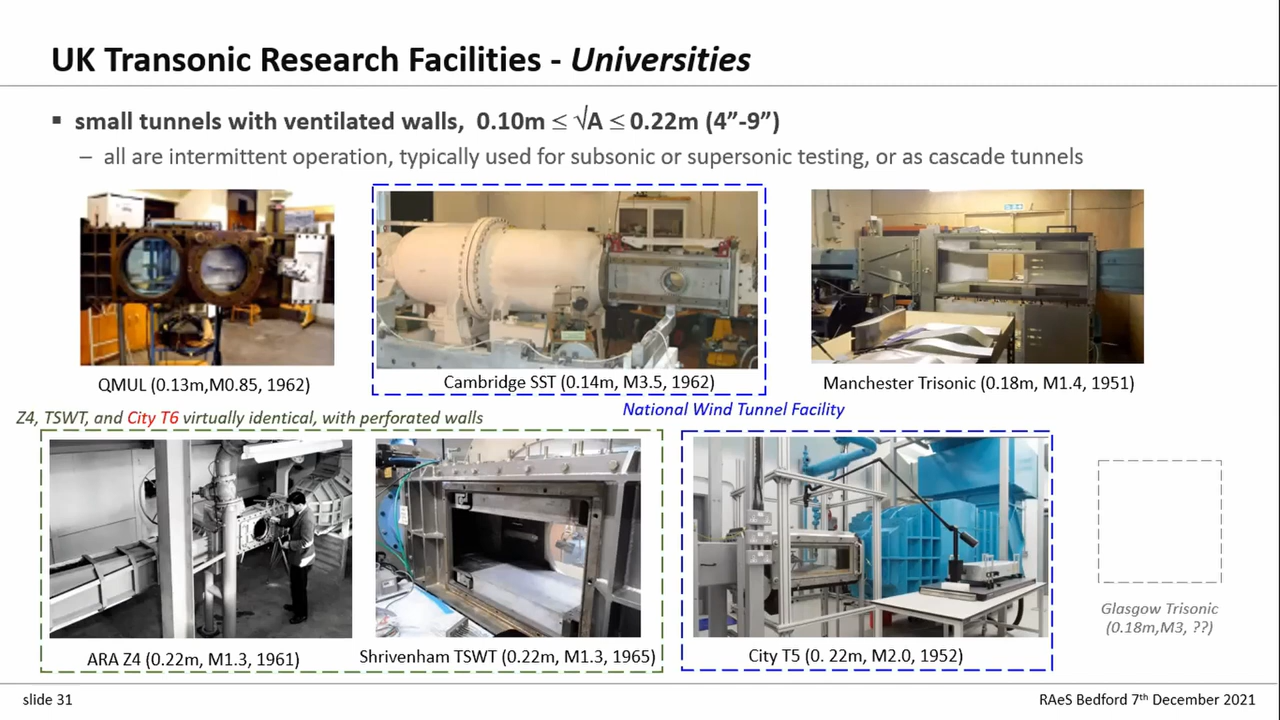 UK Transonic Research Facilities - Universities
▪ small tunnels with ventilated walls, 0.10m ≤ √A ≤ 0.22m (4”-9”)
– all are intermittent operation, typically used for subsonic or supersonic testing, or as cascade tunnels
QMUL (0.13m,M0.85, 1962)
Cambridge SST (0.14m, M3.5, 1962)
Manchester Trisonic (0.18m, M1.4, 1951)
Z4, TSWT, and City T6 virtually identical, with perforated walls
National Wind Tunnel Facility
ARA Z4 (0.22m, M1.3, 1961)
Shrivenham TSWT (0.22m, M1.3, 1965)
City T5 (0. 22m, M2.0, 1952)
Glasgow Trisonic
(0.18m,M3, ??)
slide 31
RAeS Bedford 7th December 2021